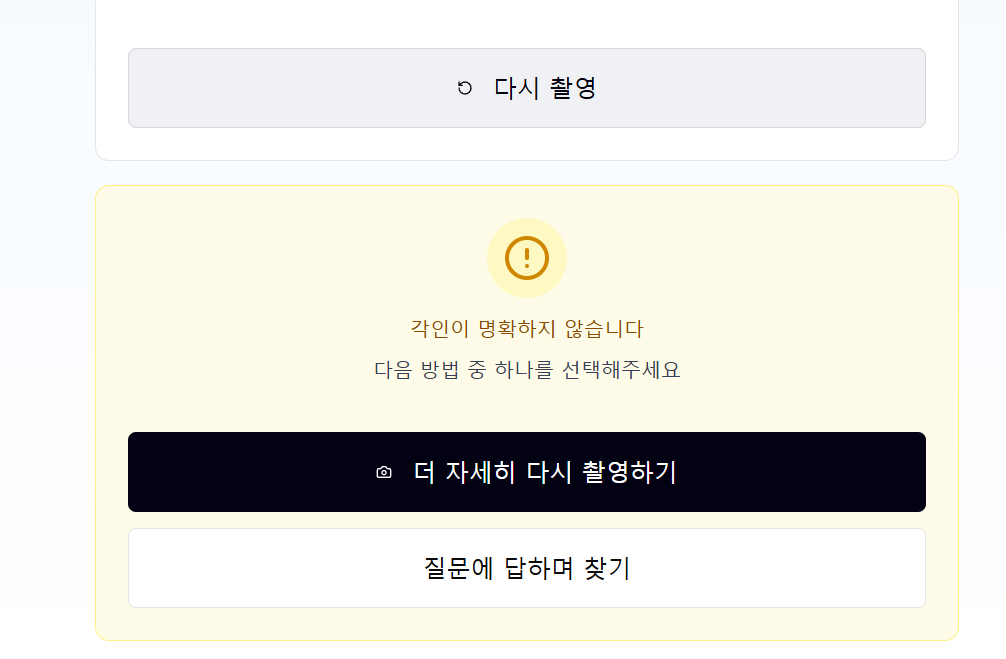 다시 촬영
각인이 명확하지 않습니다
다음 방법 중 하나를 선택해주세요
더 자세히 다시 촬영하기
질문에 답하며 찾기